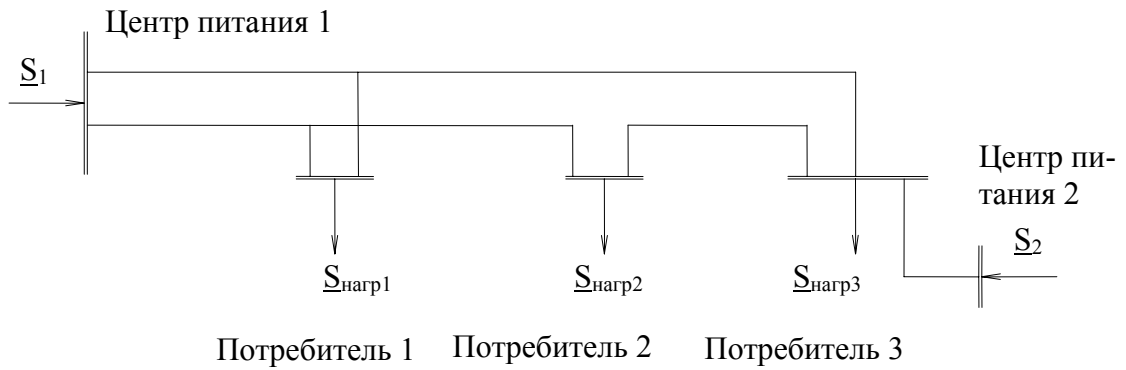 Центр питания 1
S1
Центр пи-
тания 2
S2
Sнагр1
Sнагр2
Sнагр3
Потребитель 1
Потребитель 2
Потребитель 3